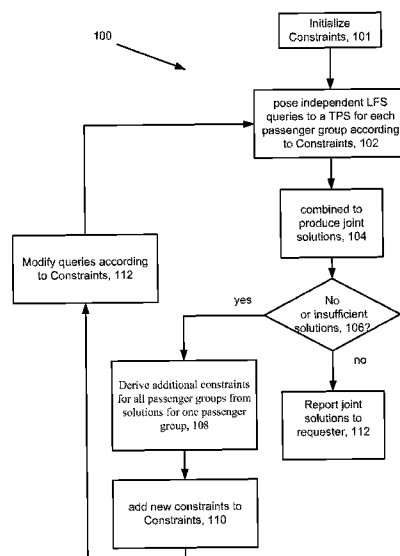 100
Initialize
Constraints, 101
pose independent LFS
queries to a TPS for each
passenger group according
to Constraints, 102
combined to
produce joint
solutions, 104
Modify queries according
to Constraints, 112
yes
No
or insufficient
solutions, 106?
no
Derive additional constraints
for all passenger groups from
solutions for one passenger
group, 108
Report joint
solutions to
requester, 112
add new constraints to
Constraints, 110